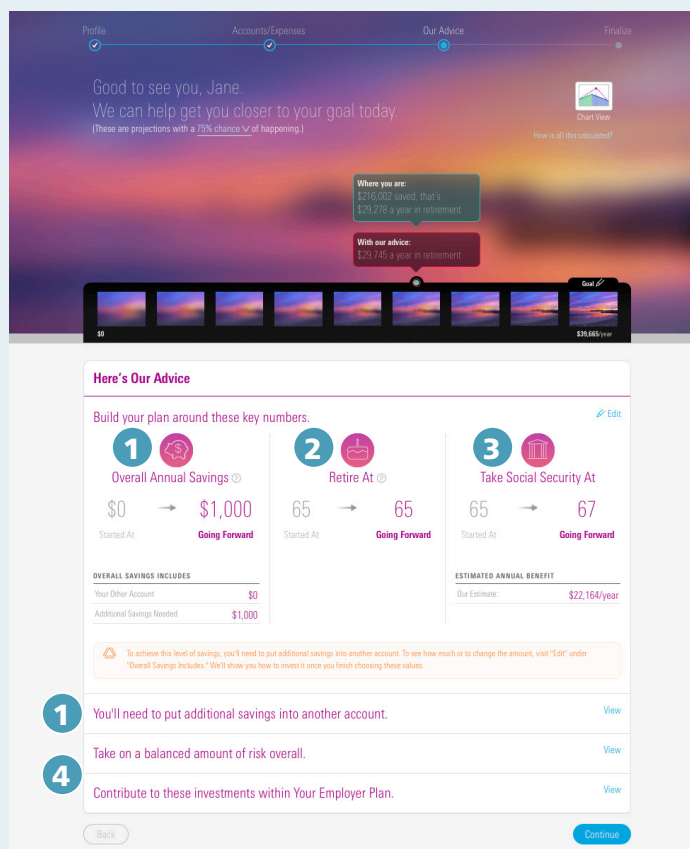 Profile
Accounts/Expenses
Our Advice
Finalize
Good to see you, Jane.
We can help get you closer to your goal today.
(These are projections with a 75% chance of happening.)
Chart View
How is all this calculated?
Where you are:
$216,002 saved, that's
$29,278 a year in retirement
With our advice:
$29,745 a year in retirement
Goal
$0
$39,665/year
Here's Our Advice
Build your plan around these key numbers.
Edit
1
Overall Annual Savings ?
$0 → $1,000
Started At Going Forward
OVERALL SAVINGS INCLUDES
Your Other Account $0
Additional Savings Needed $1,000
2
Retire At ?
65 → 65
Started At Going Forward
3
Take Social Security At
65 → 67
Started At Going Forward
ESTIMATED ANNUAL BENEFIT
Our Estimate: $22,164/year
To achieve this level of savings, you'll need to put additional savings into another account. To see how much or to change the amount, visit "Edit" under
"Overall Savings Includes." We'll show you how to invest it once you finish choosing these values.
1
You'll need to put additional savings into another account. View
Take on a balanced amount of risk overall. View
4
Contribute to these investments within Your Employer Plan. View
Back
Continue